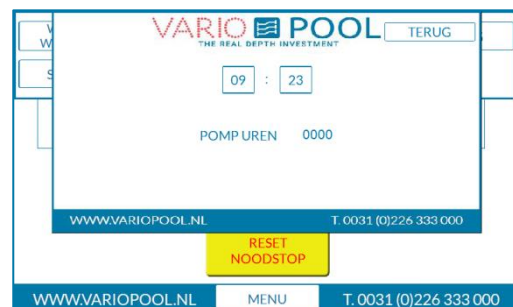 VARIO POOL
THE REAL DEPTH INVESTMENT
TERUG
09 : 23
POMP UREN 0000
WWW.VARIOPOOL.NL T. 0031 (0)226 333 000
RESET
NOODSTOP
WWW.VARIOPOOL.NL MENU T. 0031 (0)226 333 000